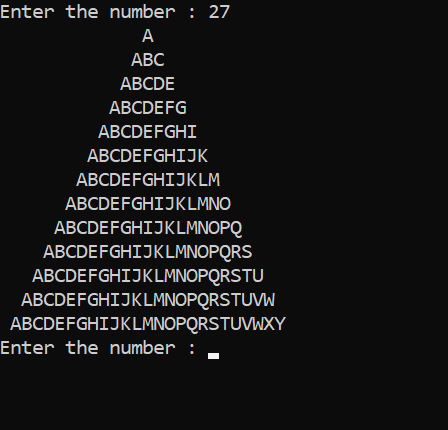 Enter the number : 27
A
ABC
ABCDE
ABCDEFG
ABCDEFGHI
ABCDEFGHIJK
ABCDEFGHIJKLM
ABCDEFGHIJKLMNO
ABCDEFGHIJKLMNOPQ
ABCDEFGHIJKLMNOPQRS
ABCDEFGHIJKLMNOPQRSTU
ABCDEFGHIJKLMNOPQRSTUVW
ABCDEFGHIJKLMNOPQRSTUVWXY
Enter the number :